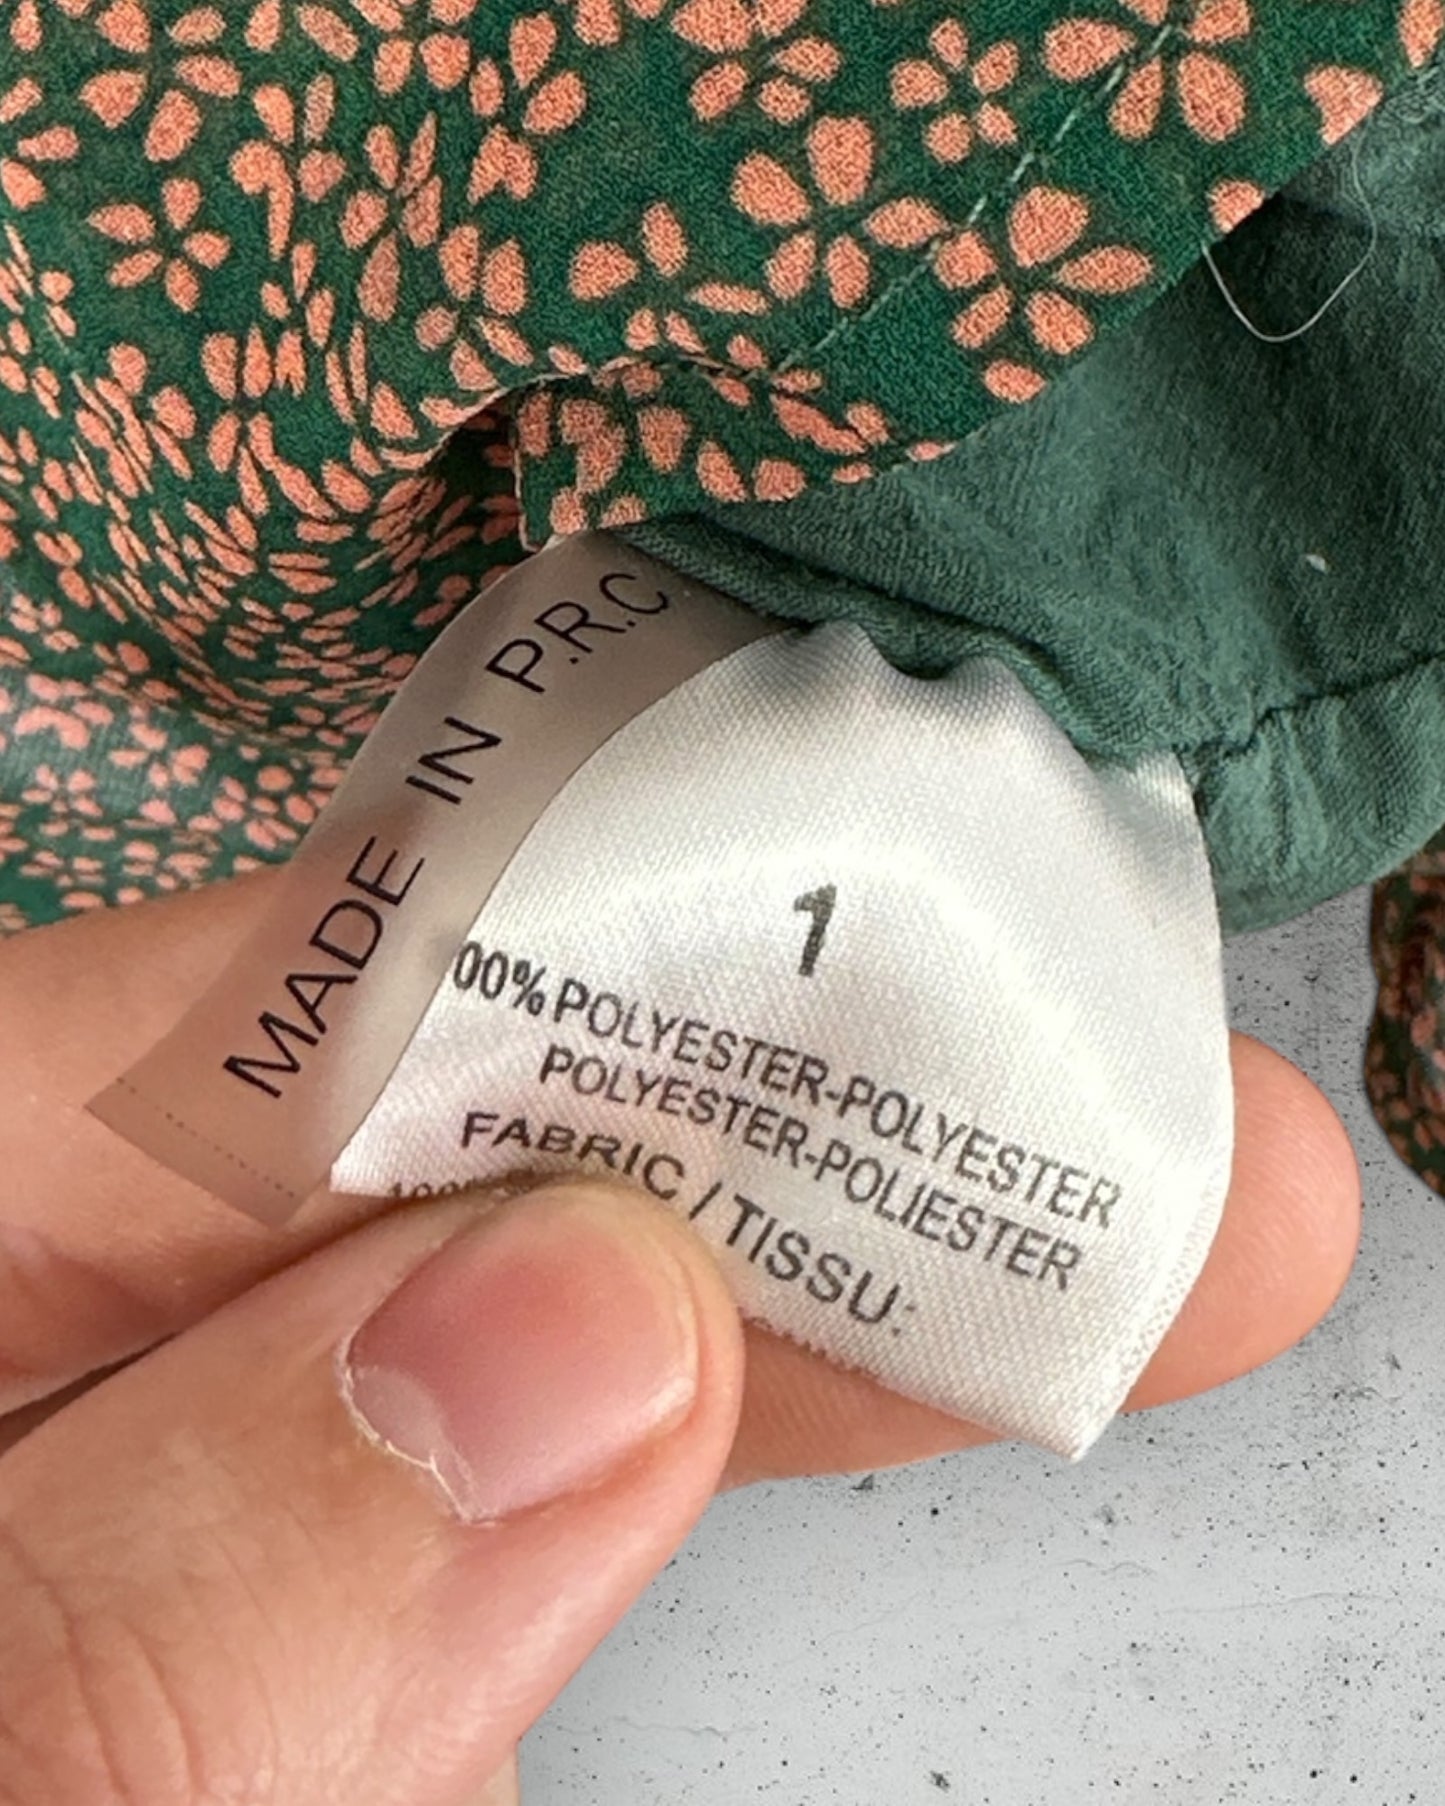 MADE IN P.R.C
1
00% POLYESTER-POLYESTER
POLYESTER-POLIESTER
FABRIC / TISSU: